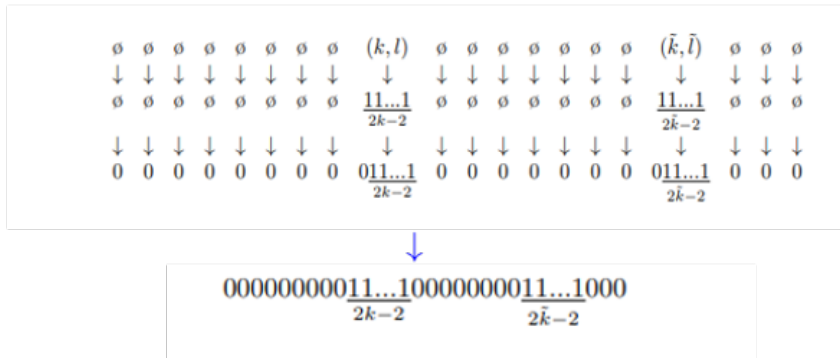 ø ø ø ø ø ø ø ø (k, l) ø ø ø ø ø ø ø (k̃, l̃) ø ø ø
↓ ↓ ↓ ↓ ↓ ↓ ↓ ↓ ↓ ↓ ↓ ↓ ↓ ↓ ↓ ↓ ↓ ↓ ↓ ↓
ø ø ø ø ø ø ø ø 11...1 ø ø ø ø ø ø ø 11...1 ø ø ø
2k−2 2k̃−2
↓ ↓ ↓ ↓ ↓ ↓ ↓ ↓ ↓ ↓ ↓ ↓ ↓ ↓ ↓ ↓ ↓ ↓ ↓ ↓
0 0 0 0 0 0 0 0 011...1 0 0 0 0 0 0 0 011...1 0 0 0
2k−2 2k̃−2
↓
00000000011...10000000011...1000
2k−2 2k̃−2